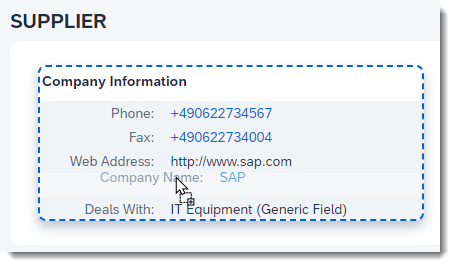 SUPPLIER
Company Information
Phone: +490622734567
Fax: +490622734004
Web Address: http://www.sap.com
Company Name: SAP
Deals With: IT Equipment (Generic Field)